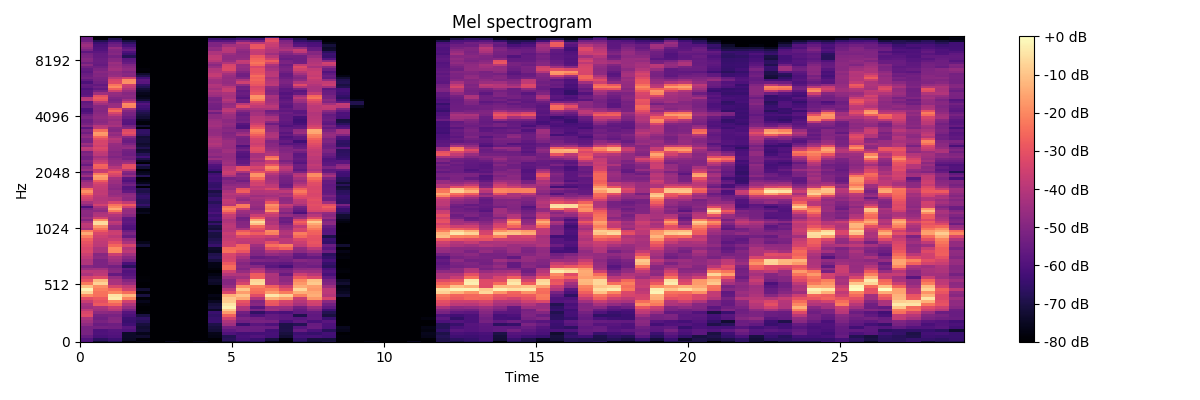 Mel spectrogram
Hz
8192
4096
2048
1024
512
0
0 5 10 15 20 25
Time
+0 dB
-10 dB
-20 dB
-30 dB
-40 dB
-50 dB
-60 dB
-70 dB
-80 dB